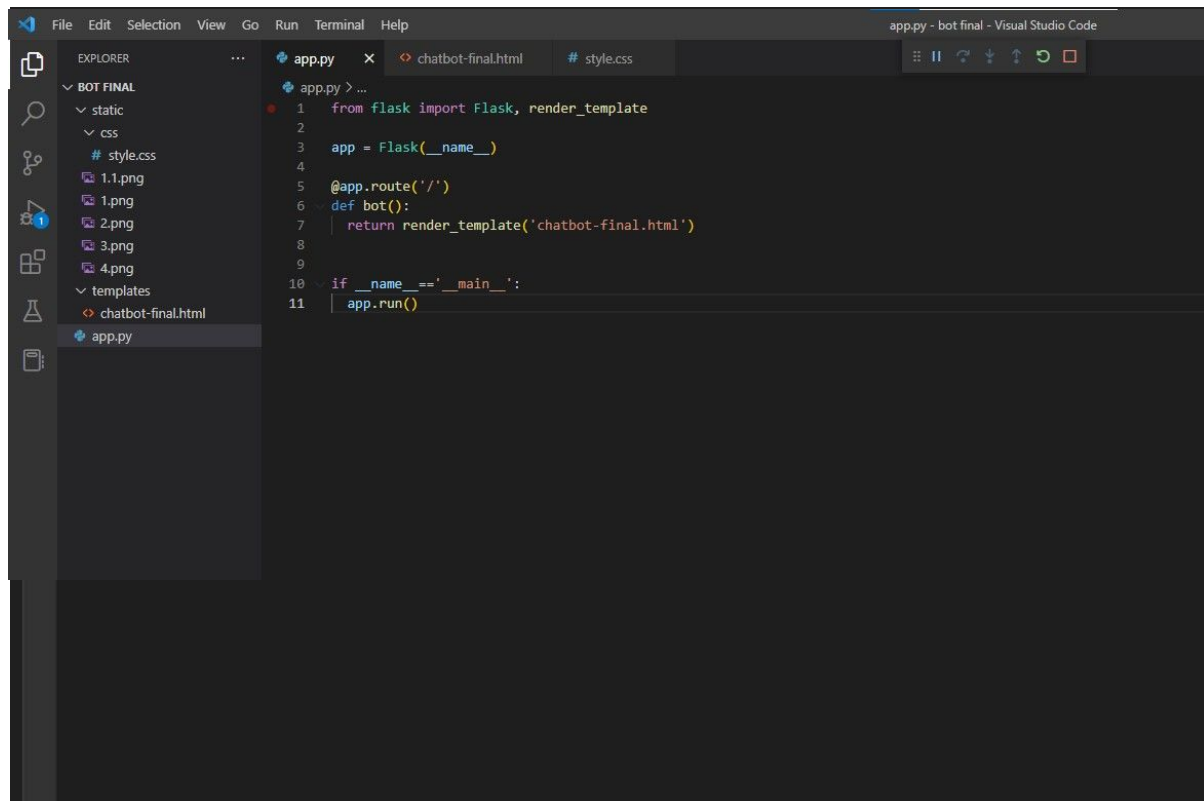 File Edit Selection View Go Run Terminal Help
app.py - bot final - Visual Studio Code
EXPLORER
BOT FINAL
static
css
# style.css
1.1.png
1.png
2.png
3.png
4.png
templates
<> chatbot-final.html
app.py
1
app.py <> chatbot-final.html # style.css
app.py > ...
1 from flask import Flask, render_template
2
3 app = Flask(__name__)
4
5 @app.route('/')
6 def bot():
7 return render_template('chatbot-final.html')
8
9
10 if __name__=='__main__':
11 app.run()